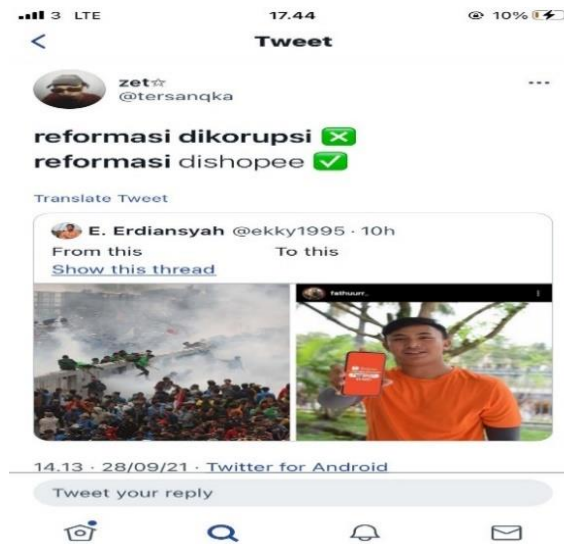 3 LTE 17.44 10%
Tweet
zet☆
@tersanqka
reformasi dikorupsi ❎
reformasi dishopee ✅
Translate Tweet
E. Erdiansyah @ekky1995 · 10h
From this To this
Show this thread
fathuurr_
14.13 · 28/09/21 · Twitter for Android
Tweet your reply